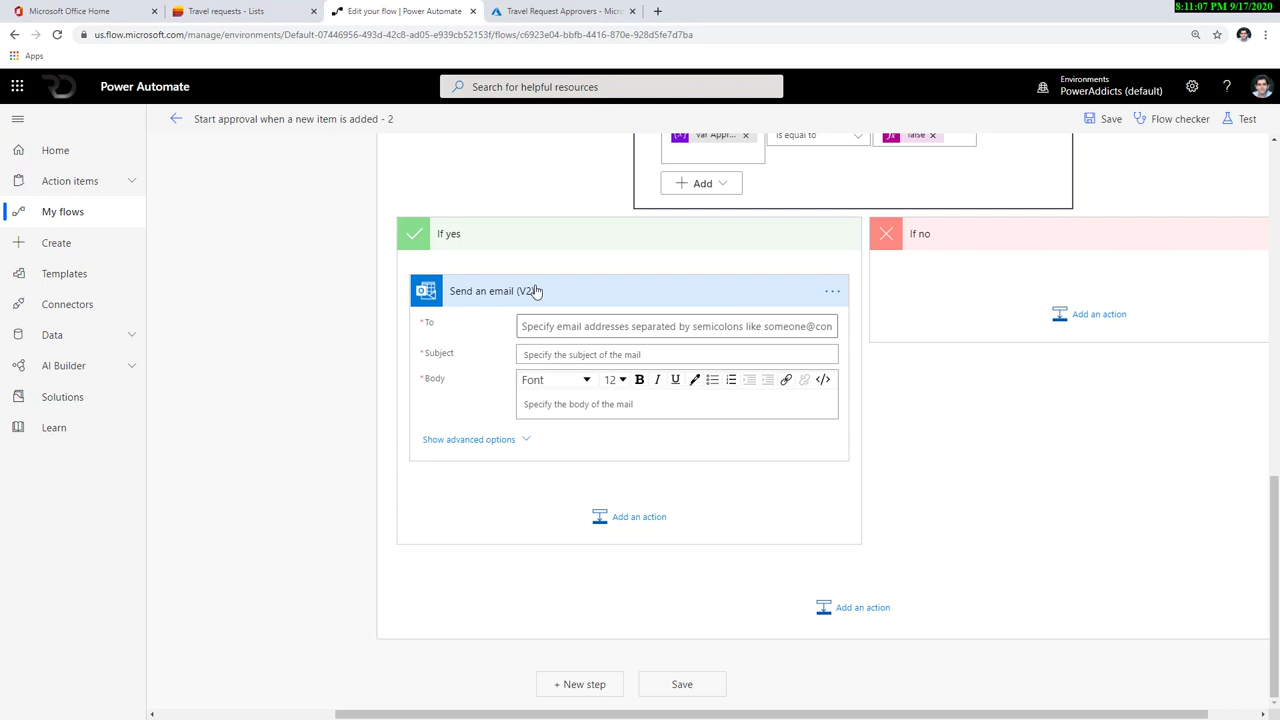 8:11:07 PM 9/17/2020
Microsoft Office Home
Travel requests - Lists
Edit your flow | Power Automate
Travel Request Approvers - Micros
us.flow.microsoft.com/manage/environments/Default-07446956-493d-42c8-ad05-e939cb52153f/flows/c6923e04-bbfb-4416-870e-928d5fe7d7ba
Apps
Power Automate
Search for helpful resources
Environments
PowerAddicts (default)
Start approval when a new item is added - 2
Save
Flow checker
Test
Home
Action items
My flows
Create
Templates
Connectors
Data
AI Builder
Solutions
Learn
Var Appr...
is equal to
false
Add
If yes
If no
Send an email (V2)
* To
Specify email addresses separated by semicolons like someone@con
* Subject
Specify the subject of the mail
* Body
Font
12
B I U
Specify the body of the mail
Show advanced options
Add an action
Add an action
Add an action
+ New step
Save